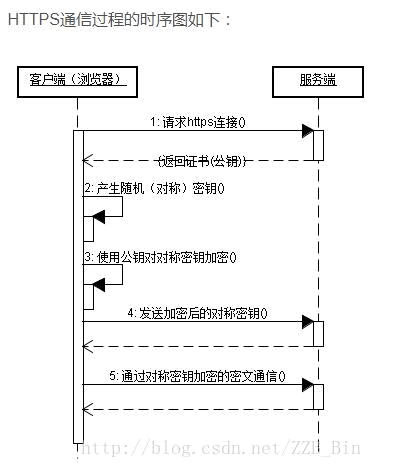 HTTPS通信过程的时序图如下：
客户端（浏览器）
服务端
1: 请求https连接()
(返回证书(公钥))
2: 产生随机（对称）密钥()
3: 使用公钥对对称密钥加密()
4: 发送加密后的对称密钥()
5: 通过对称密钥加密的密文通信()
http://blog.csdn.net/ZZE_Bin